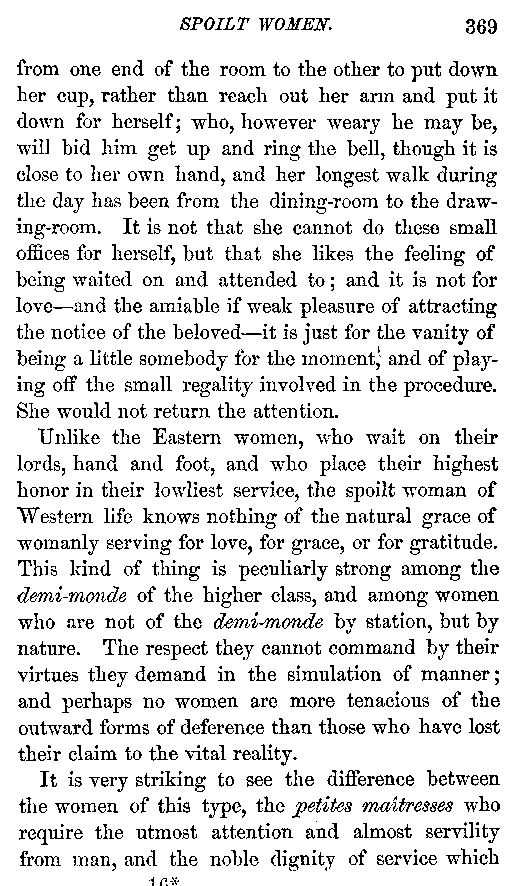 SPOILT WOMEN. 369
from one end of the room to the other to put down
her cup, rather than reach out her arm and put it
down for herself; who, however weary he may be,
will bid him get up and ring the bell, though it is
close to her own hand, and her longest walk during
the day has been from the dining-room to the draw-
ing-room. It is not that she cannot do these small
offices for herself, but that she likes the feeling of
being waited on and attended to; and it is not for
love—and the amiable if weak pleasure of attracting
the notice of the beloved—it is just for the vanity of
being a little somebody for the moment, and of play-
ing off the small regality involved in the procedure.
She would not return the attention.
Unlike the Eastern women, who wait on their
lords, hand and foot, and who place their highest
honor in their lowliest service, the spoilt woman of
Western life knows nothing of the natural grace of
womanly serving for love, for grace, or for gratitude.
This kind of thing is peculiarly strong among the
demi-monde of the higher class, and among women
who are not of the demi-monde by station, but by
nature. The respect they cannot command by their
virtues they demand in the simulation of manner;
and perhaps no women are more tenacious of the
outward forms of deference than those who have lost
their claim to the vital reality.
It is very striking to see the difference between
the women of this type, the petites maîtresses who
require the utmost attention and almost servility
from man, and the noble dignity of service which
16*